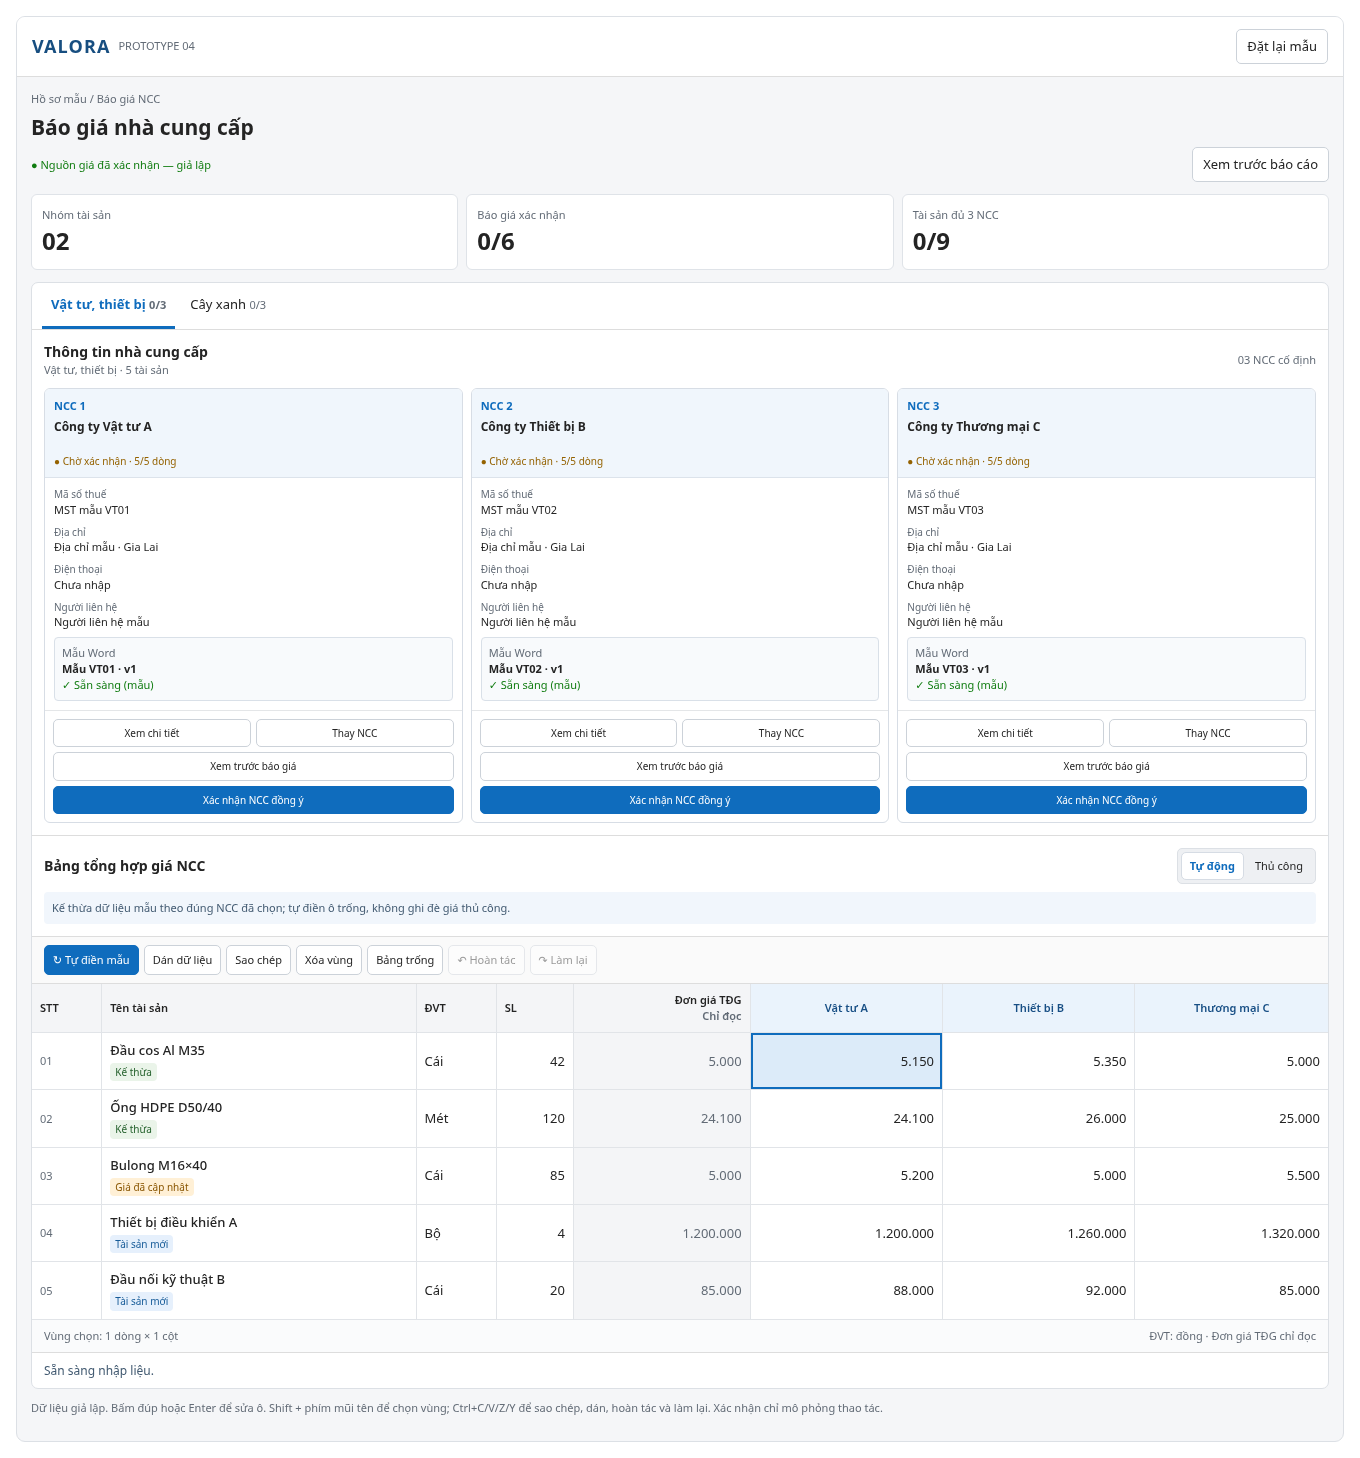 VALORA PROTOTYPE 04 Đặt lại mẫu
Hồ sơ mẫu / Báo giá NCC
Báo giá nhà cung cấp
● Nguồn giá đã xác nhận — giả lập Xem trước báo cáo
Nhóm tài sản Báo giá xác nhận Tài sản đủ 3 NCC
02 0/6 0/9
Vật tư, thiết bị 0/3 Cây xanh 0/3
Thông tin nhà cung cấp
Vật tư, thiết bị · 5 tài sản 03 NCC cố định
NCC 1
Công ty Vật tư A
● Chờ xác nhận · 5/5 dòng
Mã số thuế
MST mẫu VT01
Địa chỉ
Địa chỉ mẫu · Gia Lai
Điện thoại
Chưa nhập
Người liên hệ
Người liên hệ mẫu
Mẫu Word
Mẫu VT01 · v1
✓ Sẵn sàng (mẫu)
Xem chi tiết Thay NCC
Xem trước báo giá
Xác nhận NCC đồng ý
NCC 2
Công ty Thiết bị B
● Chờ xác nhận · 5/5 dòng
Mã số thuế
MST mẫu VT02
Địa chỉ
Địa chỉ mẫu · Gia Lai
Điện thoại
Chưa nhập
Người liên hệ
Người liên hệ mẫu
Mẫu Word
Mẫu VT02 · v1
✓ Sẵn sàng (mẫu)
Xem chi tiết Thay NCC
Xem trước báo giá
Xác nhận NCC đồng ý
NCC 3
Công ty Thương mại C
● Chờ xác nhận · 5/5 dòng
Mã số thuế
MST mẫu VT03
Địa chỉ
Địa chỉ mẫu · Gia Lai
Điện thoại
Chưa nhập
Người liên hệ
Người liên hệ mẫu
Mẫu Word
Mẫu VT03 · v1
✓ Sẵn sàng (mẫu)
Xem chi tiết Thay NCC
Xem trước báo giá
Xác nhận NCC đồng ý
Bảng tổng hợp giá NCC Tự động Thủ công
Kế thừa dữ liệu mẫu theo đúng NCC đã chọn; tự điền ô trống, không ghi đè giá thủ công.
↻ Tự điền mẫu Dán dữ liệu Sao chép Xóa vùng Bảng trống ↶ Hoàn tác ↷ Làm lại
STT Tên tài sản ĐVT SL Đơn giá TĐG Chỉ đọc Vật tư A Thiết bị B Thương mại C
01 Đầu cos Al M35 Kế thừa Cái 42 5.000 5.150 5.350 5.000
02 Ống HDPE D50/40 Kế thừa Mét 120 24.100 24.100 26.000 25.000
03 Bulong M16×40 Giá đã cập nhật Cái 85 5.000 5.200 5.000 5.500
04 Thiết bị điều khiển A Tài sản mới Bộ 4 1.200.000 1.200.000 1.260.000 1.320.000
05 Đầu nối kỹ thuật B Tài sản mới Cái 20 85.000 88.000 92.000 85.000
Vùng chọn: 1 dòng × 1 cột ĐVT: đồng · Đơn giá TĐG chỉ đọc
Sẵn sàng nhập liệu.
Dữ liệu giả lập. Bấm đúp hoặc Enter để sửa ô. Shift + phím mũi tên để chọn vùng; Ctrl+C/V/Z/Y để sao chép, dán, hoàn tác và làm lại. Xác nhận chỉ mô phỏng thao tác.